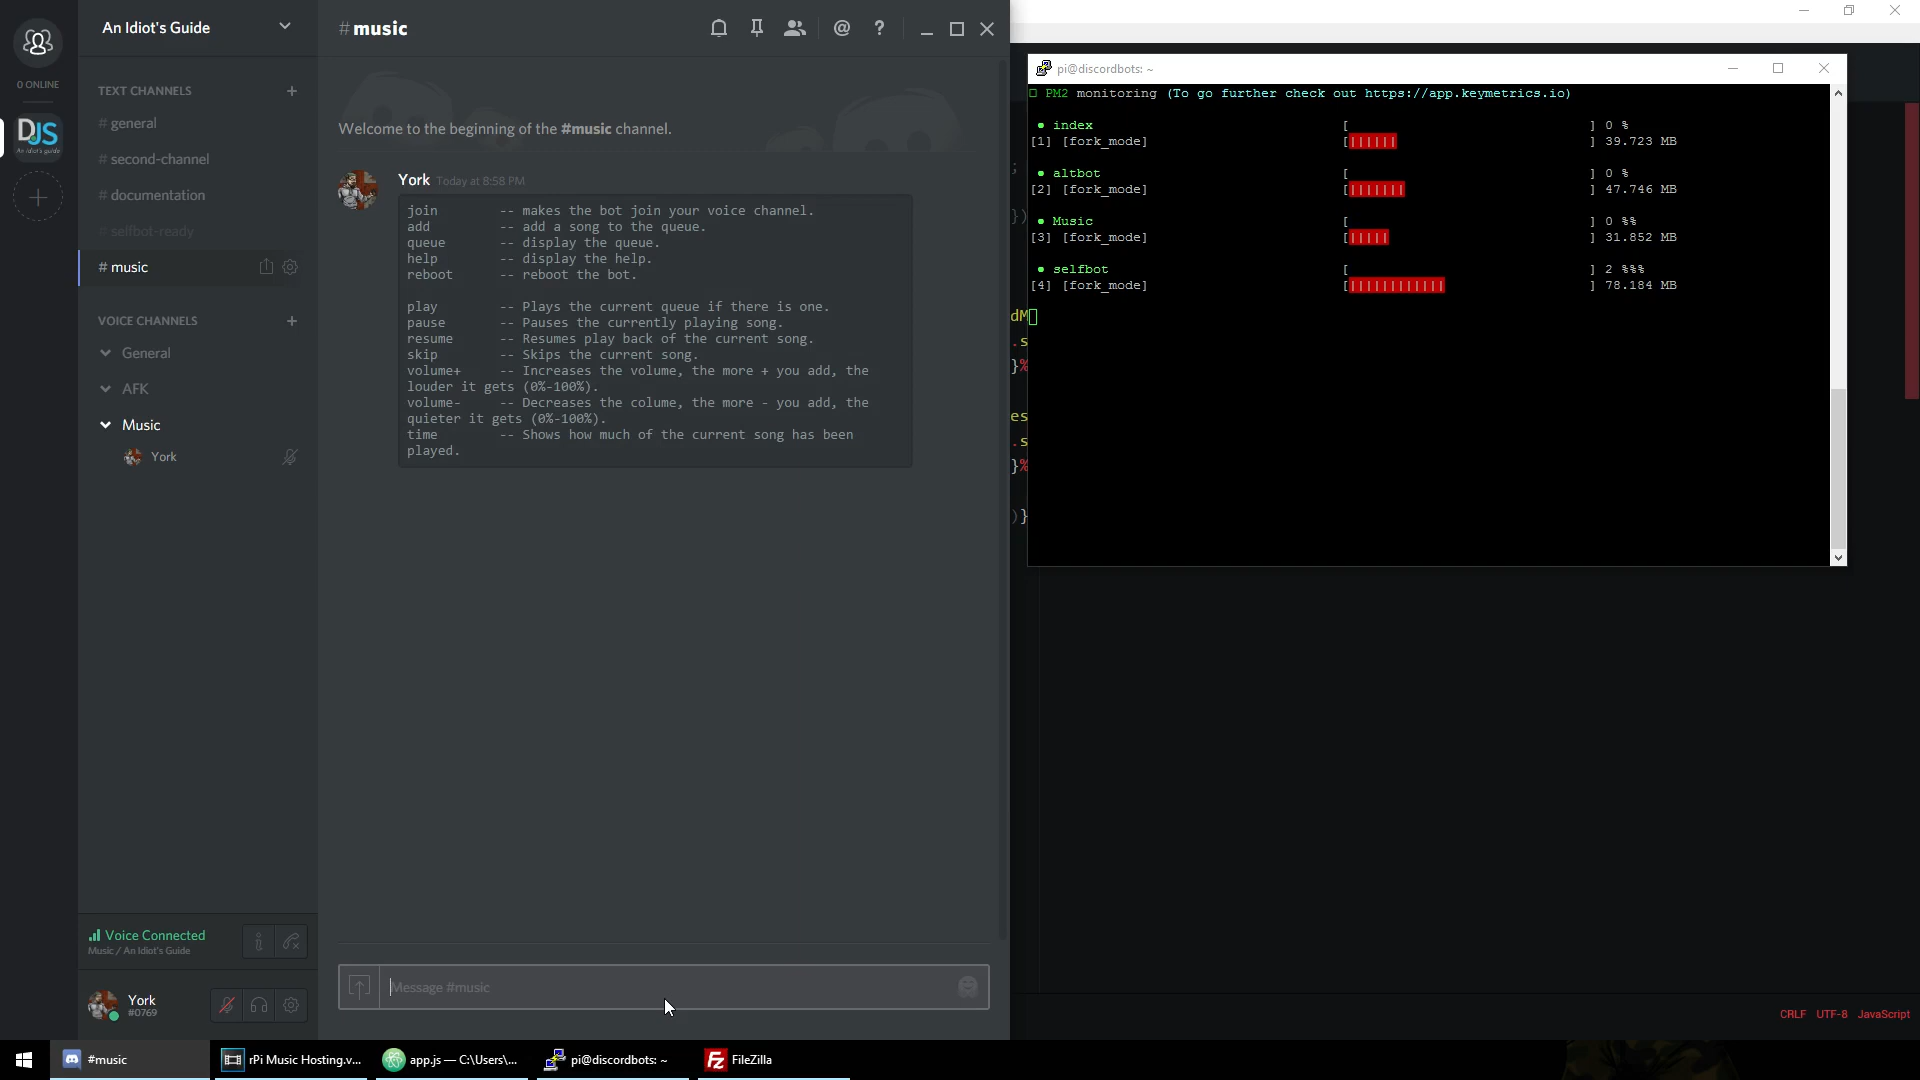 An Idiot's Guide
0 ONLINE
DJS
An idiot's guide
TEXT CHANNELS
# general
# second-channel
# documentation
# selfbot-ready
# music
VOICE CHANNELS
General
AFK
Music
York
Voice Connected
Music / An Idiot's Guide
York
#0769
#music
@ ?
Welcome to the beginning of the #music channel.
York Today at 8:58 PM
join -- makes the bot join your voice channel.
add -- add a song to the queue.
queue -- display the queue.
help -- display the help.
reboot -- reboot the bot.
play -- Plays the current queue if there is one.
pause -- Pauses the currently playing song.
resume -- Resumes play back of the current song.
skip -- Skips the current song.
volume+ -- Increases the volume, the more + you add, the
louder it gets (0%-100%).
volume- -- Decreases the colume, the more - you add, the
quieter it gets (0%-100%).
time -- Shows how much of the current song has been
played.
Message #music
;
})
dM
.s
}%
es
.s
}%
)}
pi@discordbots: ~
PM2 monitoring (To go further check out https://app.keymetrics.io)
● index [ ] 0 %
[1] [fork_mode] [|||||| ] 39.723 MB
● altbot [ ] 0 %
[2] [fork_mode] [||||||| ] 47.746 MB
● Music [ ] 0 %%
[3] [fork_mode] [||||| ] 31.852 MB
● selfbot [ ] 2 %%%
[4] [fork_mode] [|||||||||||| ] 78.184 MB
CRLF UTF-8 JavaScript
#music
rPi Music Hosting.v...
app.js — C:\Users\...
pi@discordbots: ~
FileZilla